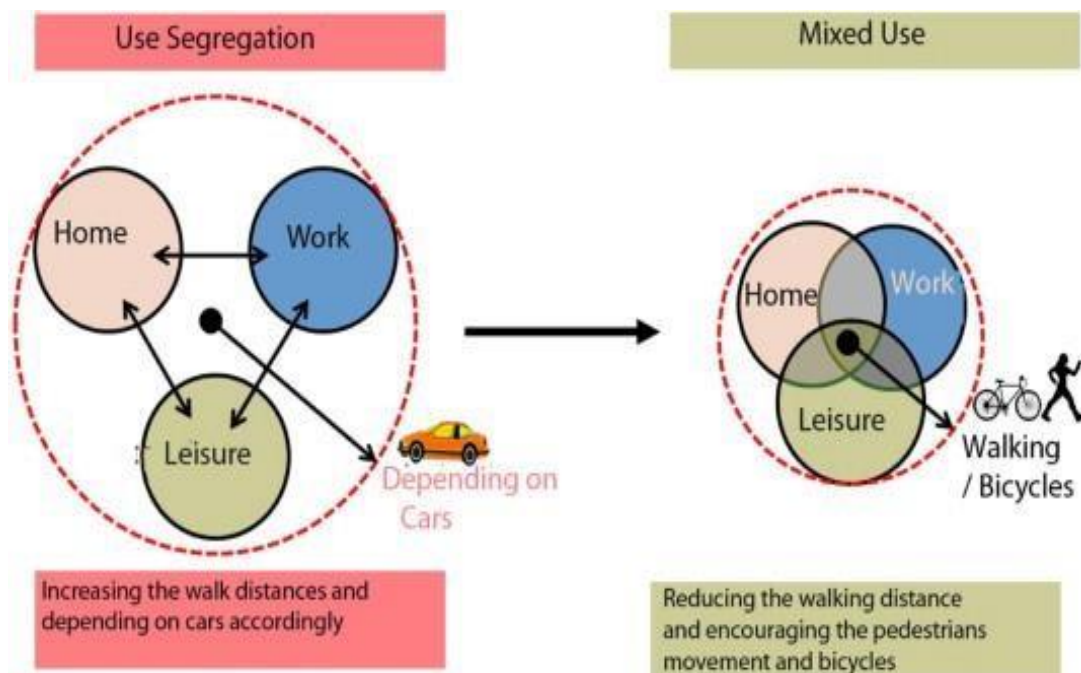 Use Segregation
Mixed Use
Home
Work
Leisure
Depending on
Cars
Home
Work
Leisure
Walking
/ Bicycles
Increasing the walk distances and
depending on cars accordingly
Reducing the walking distance
and encouraging the pedestrians
movement and bicycles